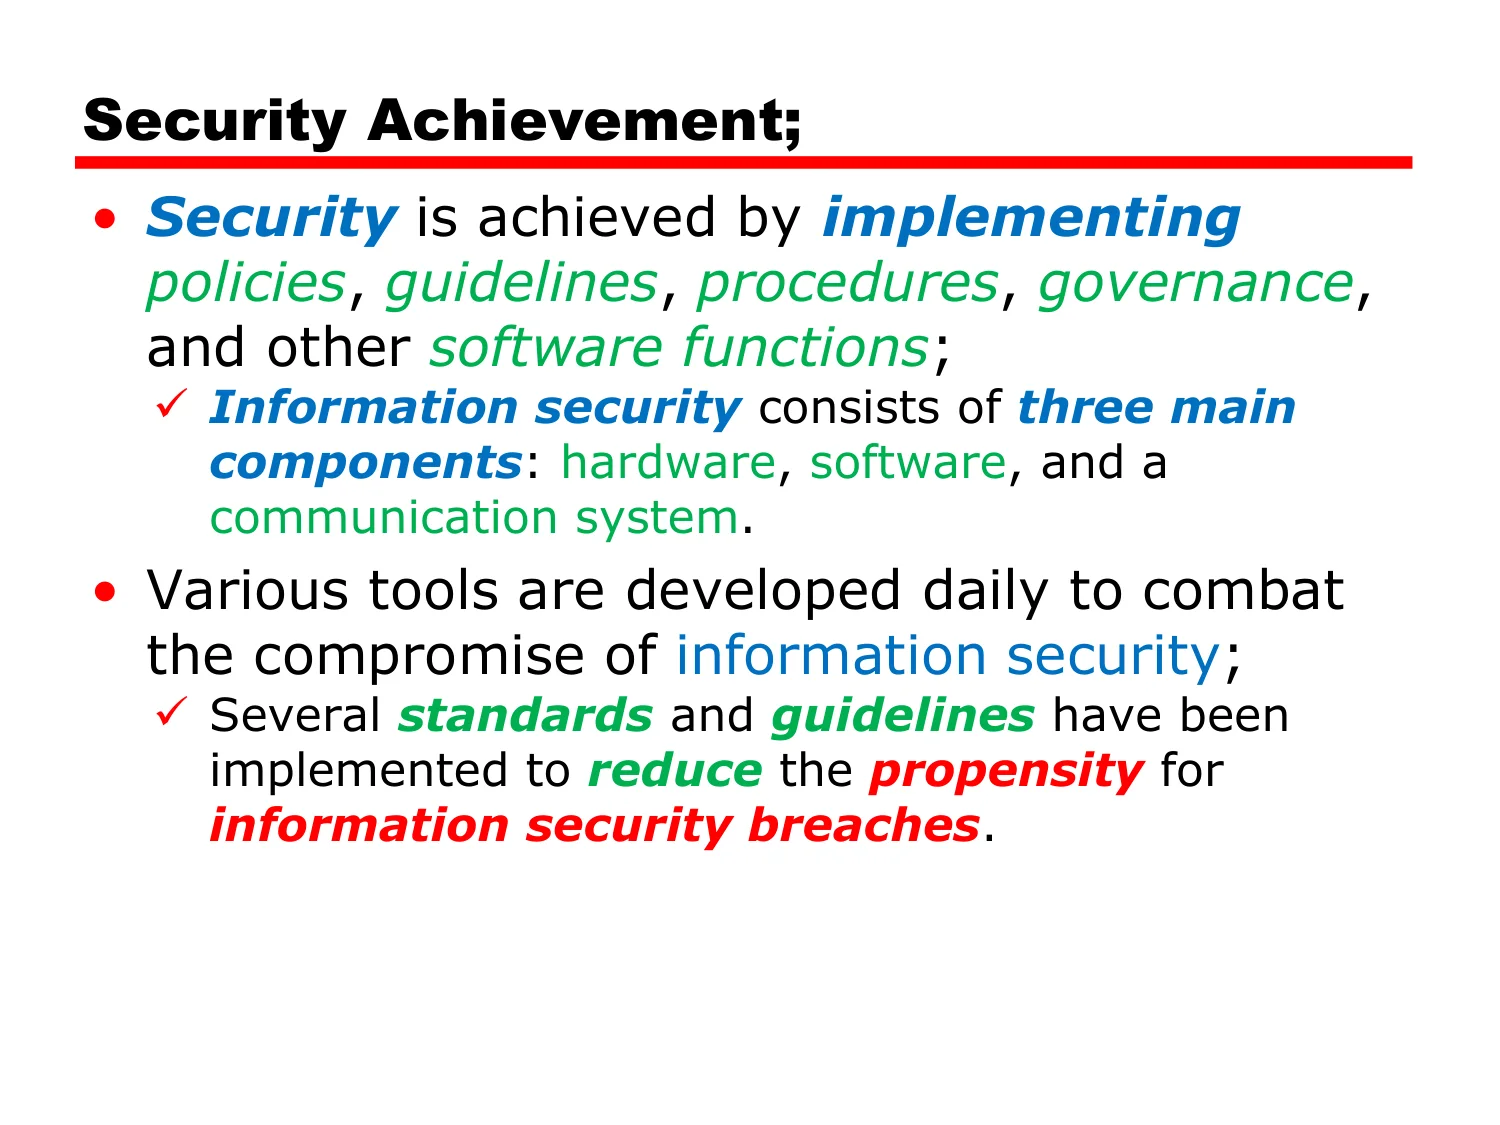 Security Achievement;
• Security is achieved by implementing
policies, guidelines, procedures, governance,
and other software functions;
✓ Information security consists of three main
components: hardware, software, and a
communication system.
• Various tools are developed daily to combat
the compromise of information security;
✓ Several standards and guidelines have been
implemented to reduce the propensity for
information security breaches.